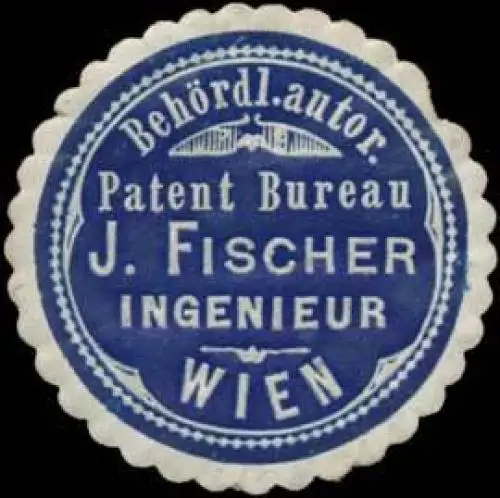 Behördl. autor.
Patent Bureau
J. FISCHER
INGENIEUR
WIEN